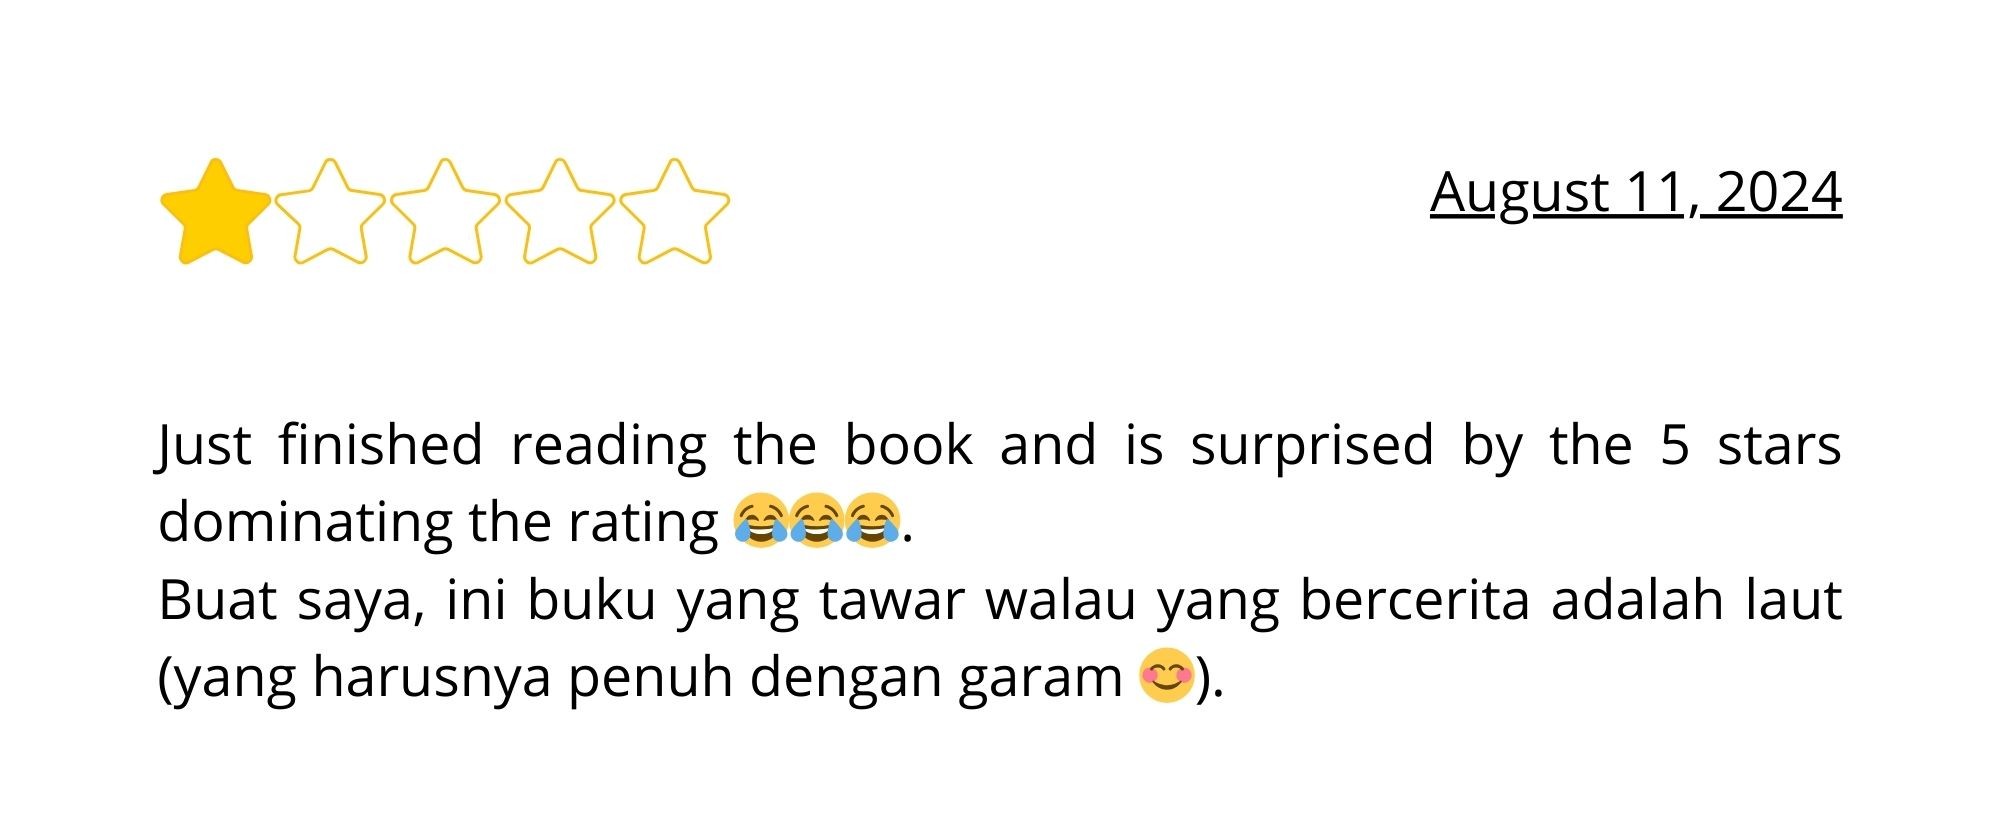 August 11, 2024
Just finished reading the book and is surprised by the 5 stars
dominating the rating 😂😂😂.
Buat saya, ini buku yang tawar walau yang bercerita adalah laut
(yang harusnya penuh dengan garam 😊).